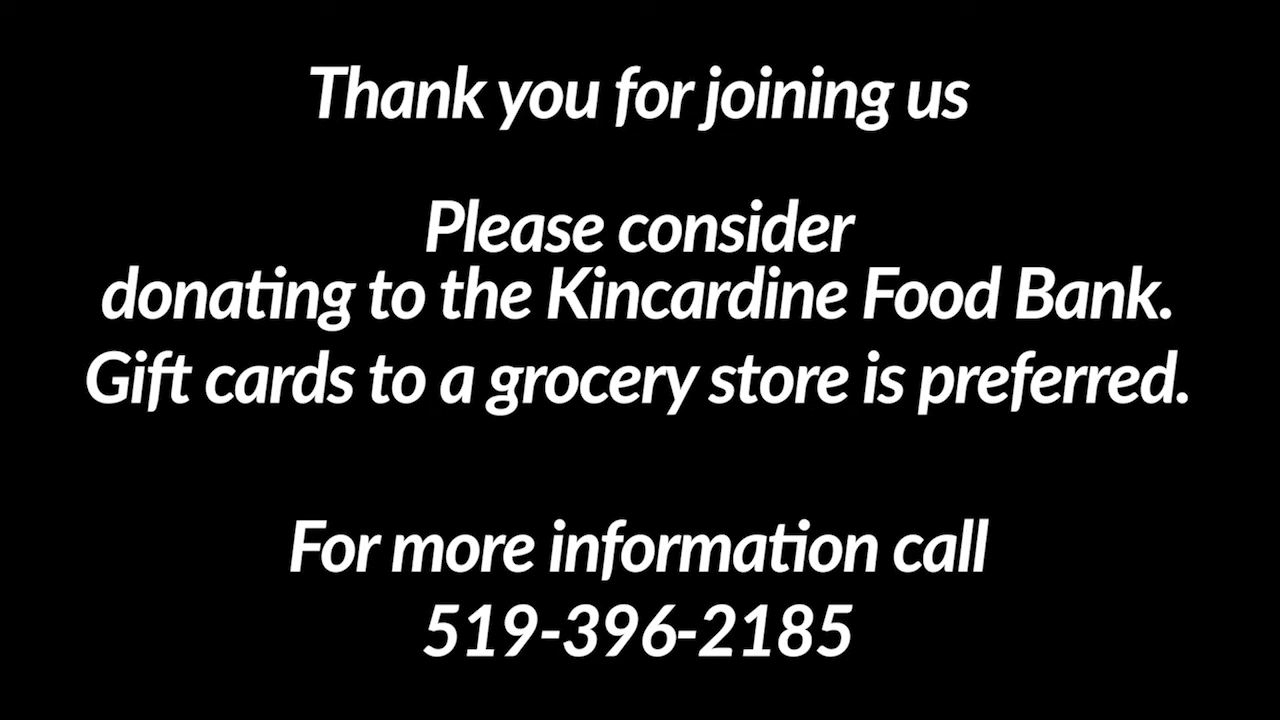 Thank you for joining us
Please consider
donating to the Kincardine Food Bank.
Gift cards to a grocery store is preferred.
For more information call
519-396-2185